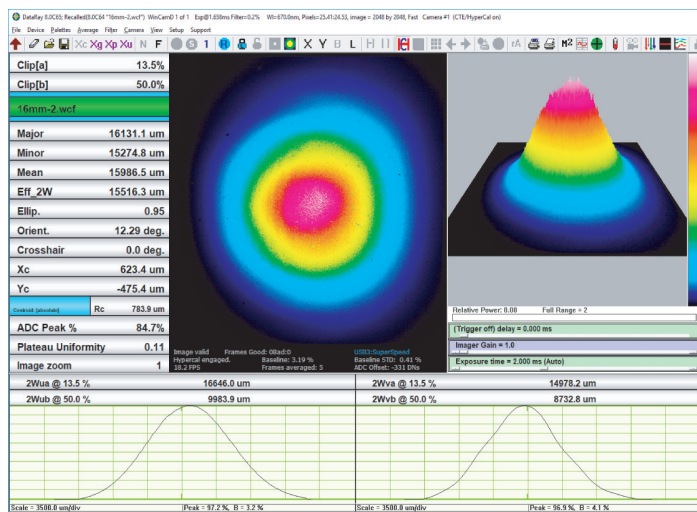 DataRay 8.0C65; Recalled(8.0C64 "16mm-2.wcf") WinCamD 1 of 1 Exp@1.658ms Filter=0.2% Wl=670.0nm, Pixels=25.41:24.53, image = 2048 by 2048, Fast Camera #1 (CTE/HyperCal on)
File Device Palettes Average Filter Camera View Setup Support
Xc Xg Xp Xu N F S 1 R X Y B L H rA M²
Clip[a] 13.5%
Clip[b] 50.0%
16mm-2.wcf
Major 16131.1 um
Minor 15274.8 um
Mean 15986.5 um
Eff_2W 15516.3 um
Ellip. 0.95
Orient. 12.29 deg.
Crosshair 0.0 deg.
Xc 623.4 um
Yc -475.4 um
Centroid: [absolute] Rc 783.9 um
ADC Peak % 84.7%
Plateau Uniformity 0.11
Image zoom 1
Image valid Frames Good: 0Bad:0 USB3:SuperSpeed
Hypercal engaged. Baseline: 3.19 % Baseline STD: 0.41 %
18.2 FPS Frames averaged: 5 ADC Offset: -331 DNs
Relative Power: 0.00 Full Range = 2
(Trigger off) delay = 0.000 ms
Imager Gain = 1.0
Exposure time = 2.000 ms (Auto)
2Wua @ 13.5 % 16646.0 um 2Wva @ 13.5 % 14978.2 um
2Wub @ 50.0 % 9983.9 um 2Wvb @ 50.0 % 8732.8 um
Scale = 3500.0 um/div Peak = 97.2 %, B = 3.2 % Scale = 3500.0 um/div Peak = 96.9 %, B = 4.1 %